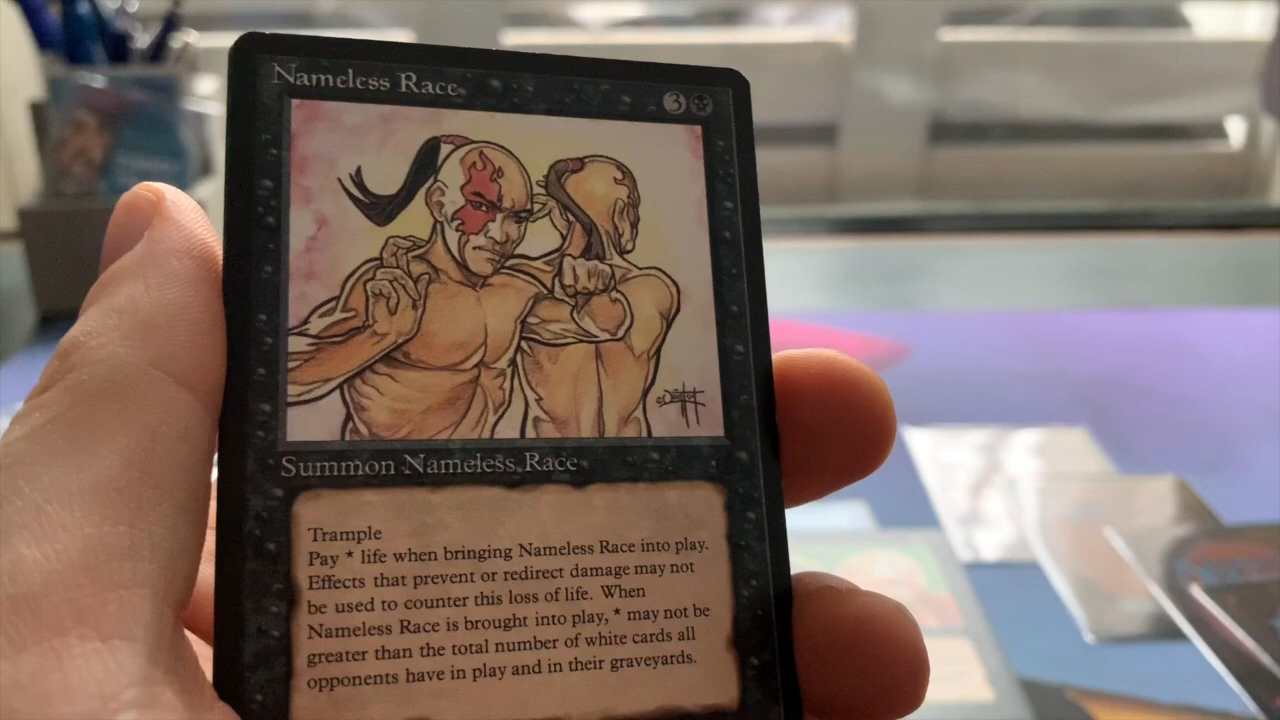 Nameless Race
3
Summon Nameless Race
Trample
Pay * life when bringing Nameless Race into play.
Effects that prevent or redirect damage may not
be used to counter this loss of life. When
Nameless Race is brought into play, * may not be
greater than the total number of white cards all
opponents have in play and in their graveyards.